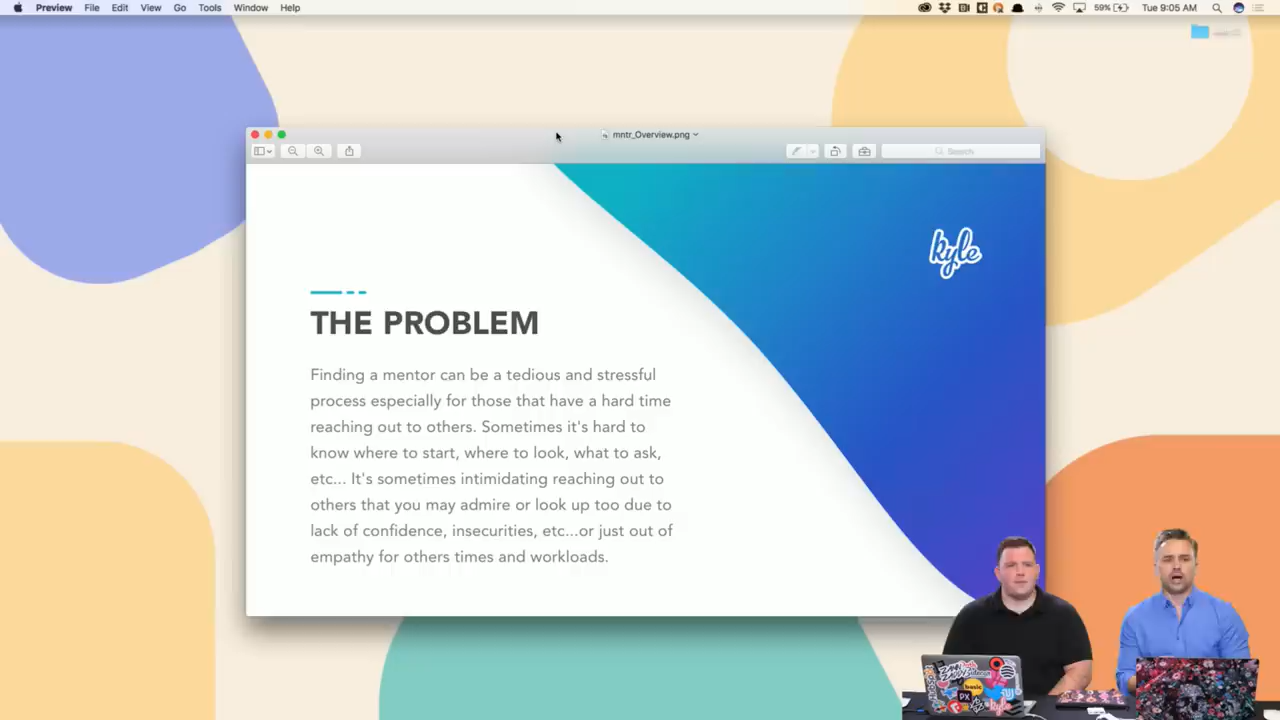 Preview File Edit View Go Tools Window Help
59% Tue 9:05 AM
mntr_Overview.png
Search
kyle
THE PROBLEM
Finding a mentor can be a tedious and stressful
process especially for those that have a hard time
reaching out to others. Sometimes it's hard to
know where to start, where to look, what to ask,
etc... It's sometimes intimidating reaching out to
others that you may admire or look up too due to
lack of confidence, insecurities, etc...or just out of
empathy for others times and workloads.
basic
PX
kyle